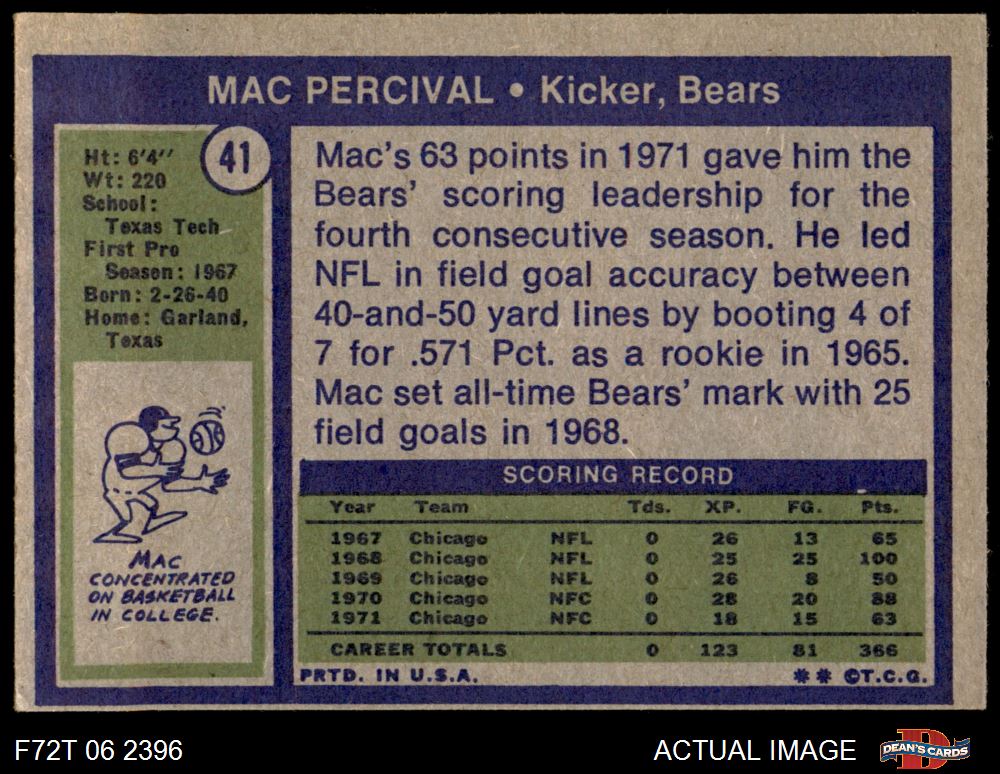 MAC PERCIVAL • Kicker, Bears
41
Ht: 6'4''
Wt: 220
School:
Texas Tech
First Pro
Season: 1967
Born: 2-26-40
Home: Garland,
Texas
MAC
CONCENTRATED
ON BASKETBALL
IN COLLEGE.
Mac's 63 points in 1971 gave him the
Bears' scoring leadership for the
fourth consecutive season. He led
NFL in field goal accuracy between
40-and-50 yard lines by booting 4 of
7 for .571 Pct. as a rookie in 1965.
Mac set all-time Bears' mark with 25
field goals in 1968.
SCORING RECORD
Year Team Tds. XP. FG. Pts.
1967 Chicago NFL 0 26 13 65
1968 Chicago NFL 0 25 25 100
1969 Chicago NFL 0 26 8 50
1970 Chicago NFC 0 28 20 88
1971 Chicago NFC 0 18 15 63
CAREER TOTALS 0 123 81 366
PRTD. IN U.S.A. ** ©T.C.G.
F72T 06 2396 ACTUAL IMAGE DEAN'S CARDS